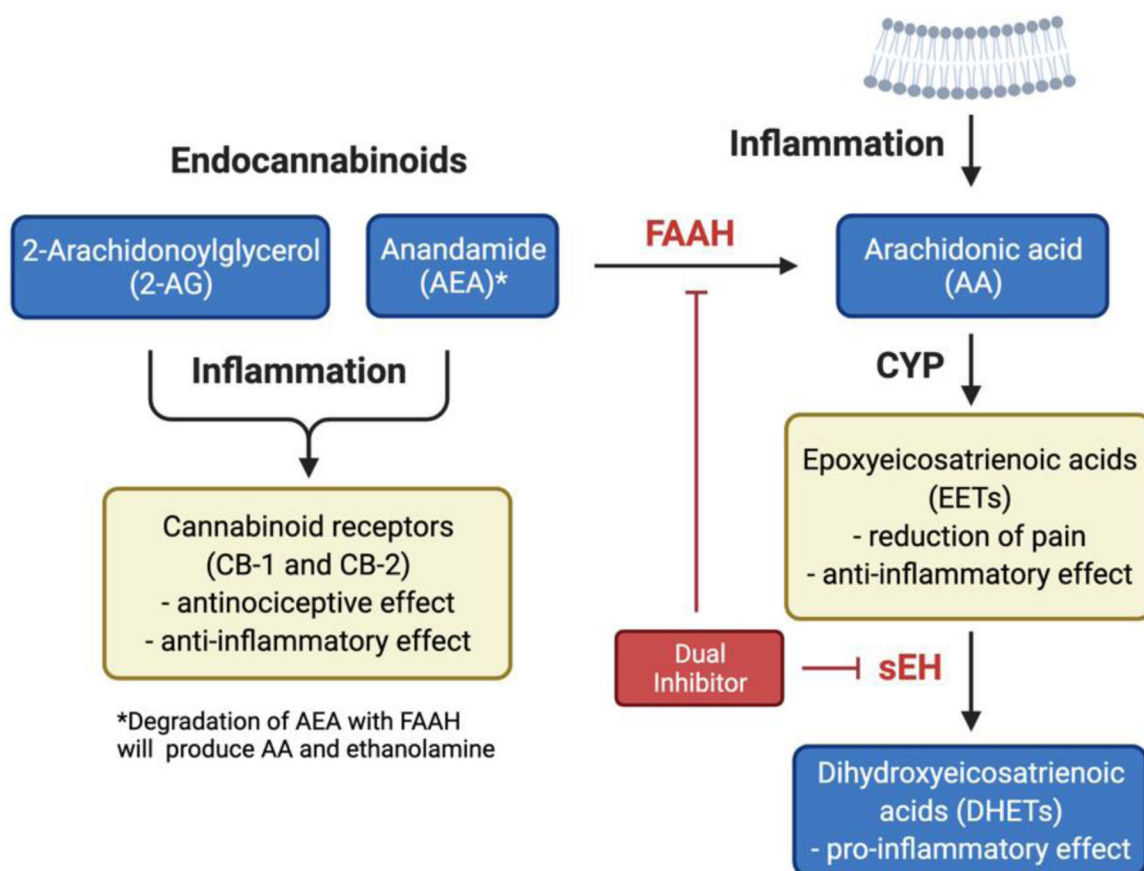 Inflammation
Endocannabinoids
2-Arachidonoylglycerol
(2-AG)
Anandamide
(AEA)*
FAAH
Arachidonic acid
(AA)
Inflammation
CYP
Cannabinoid receptors
(CB-1 and CB-2)
- antinociceptive effect
- anti-inflammatory effect
Epoxyeicosatrienoic acids
(EETs)
- reduction of pain
- anti-inflammatory effect
Dual
Inhibitor
sEH
*Degradation of AEA with FAAH
will produce AA and ethanolamine
Dihydroxyeicosatrienoic
acids (DHETs)
- pro-inflammatory effect